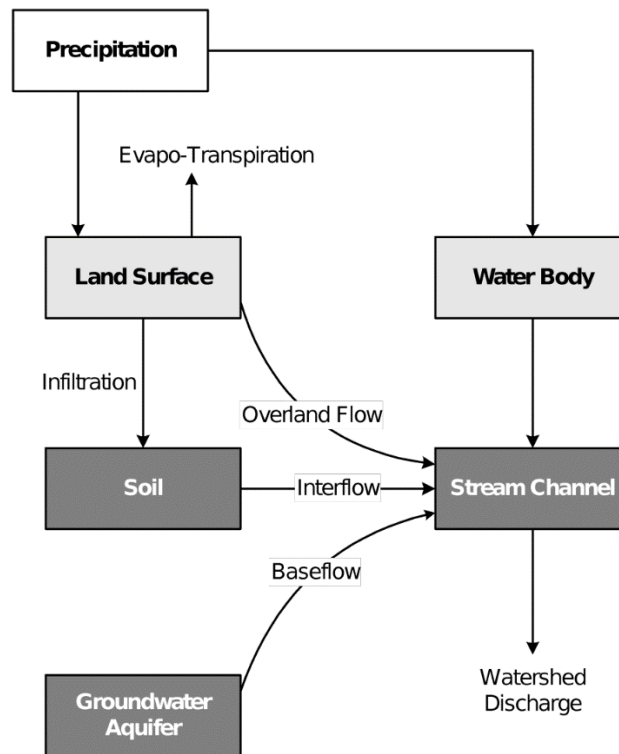 Precipitation
Evapo-Transpiration
Land Surface
Water Body
Infiltration
Overland Flow
Soil
Interflow
Stream Channel
Baseflow
Groundwater
Aquifer
Watershed
Discharge